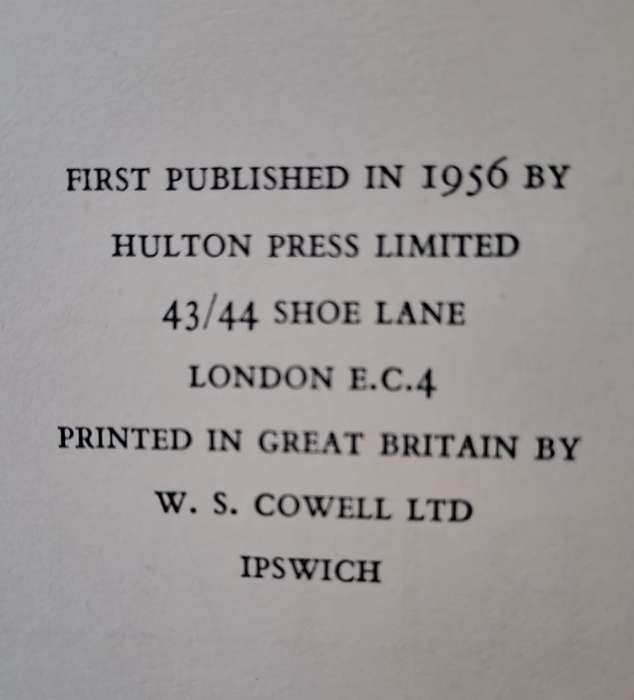 FIRST PUBLISHED IN 1956 BY
HULTON PRESS LIMITED
43/44 SHOE LANE
LONDON E.C.4
PRINTED IN GREAT BRITAIN BY
W. S. COWELL LTD
IPSWICH